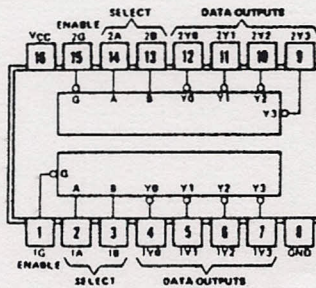 SELECT DATA OUTPUTS
ENABLE
VCC 2G 2A 2B 2Y0 2Y1 2Y2 2Y3
16 15 14 13 12 11 10 9
G A B Y0 Y1 Y2
Y3
G
A B Y0 Y1 Y2 Y3
1 2 3 4 5 6 7 8
1G 1A 1B 1Y0 1Y1 1Y2 1Y3 GND
ENABLE
SELECT DATA OUTPUTS